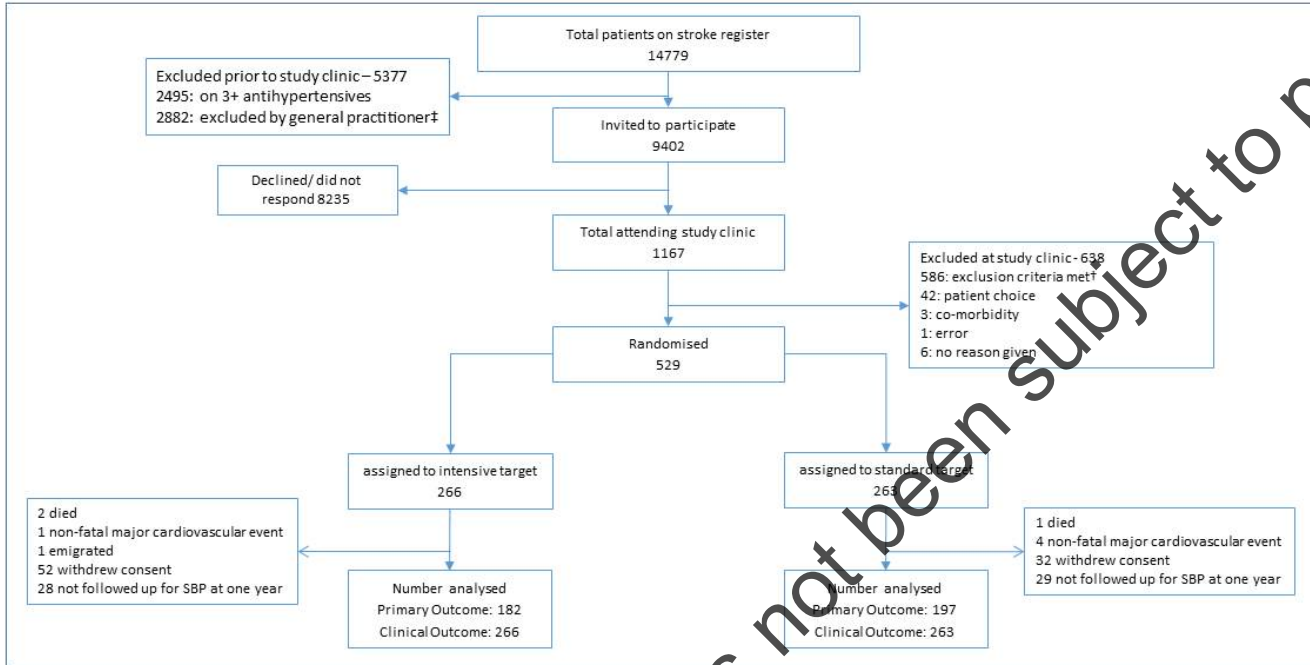 Total patients on stroke register
14779
Excluded prior to study clinic – 5377
2495: on 3+ antihypertensives
2882: excluded by general practitioner‡
Invited to participate
9402
Declined/ did not
respond 8235
Total attending study clinic
1167
Excluded at study clinic - 638
586: exclusion criteria met†
42: patient choice
3: co-morbidity
1: error
6: no reason given
Randomised
529
assigned to intensive target
266
assigned to standard target
263
2 died
1 non-fatal major cardiovascular event
1 emigrated
52 withdrew consent
28 not followed up for SBP at one year
1 died
4 non-fatal major cardiovascular event
32 withdrew consent
29 not followed up for SBP at one year
Number analysed
Primary Outcome: 182
Clinical Outcome: 266
Number analysed
Primary Outcome: 197
Clinical Outcome: 263
not been subject to